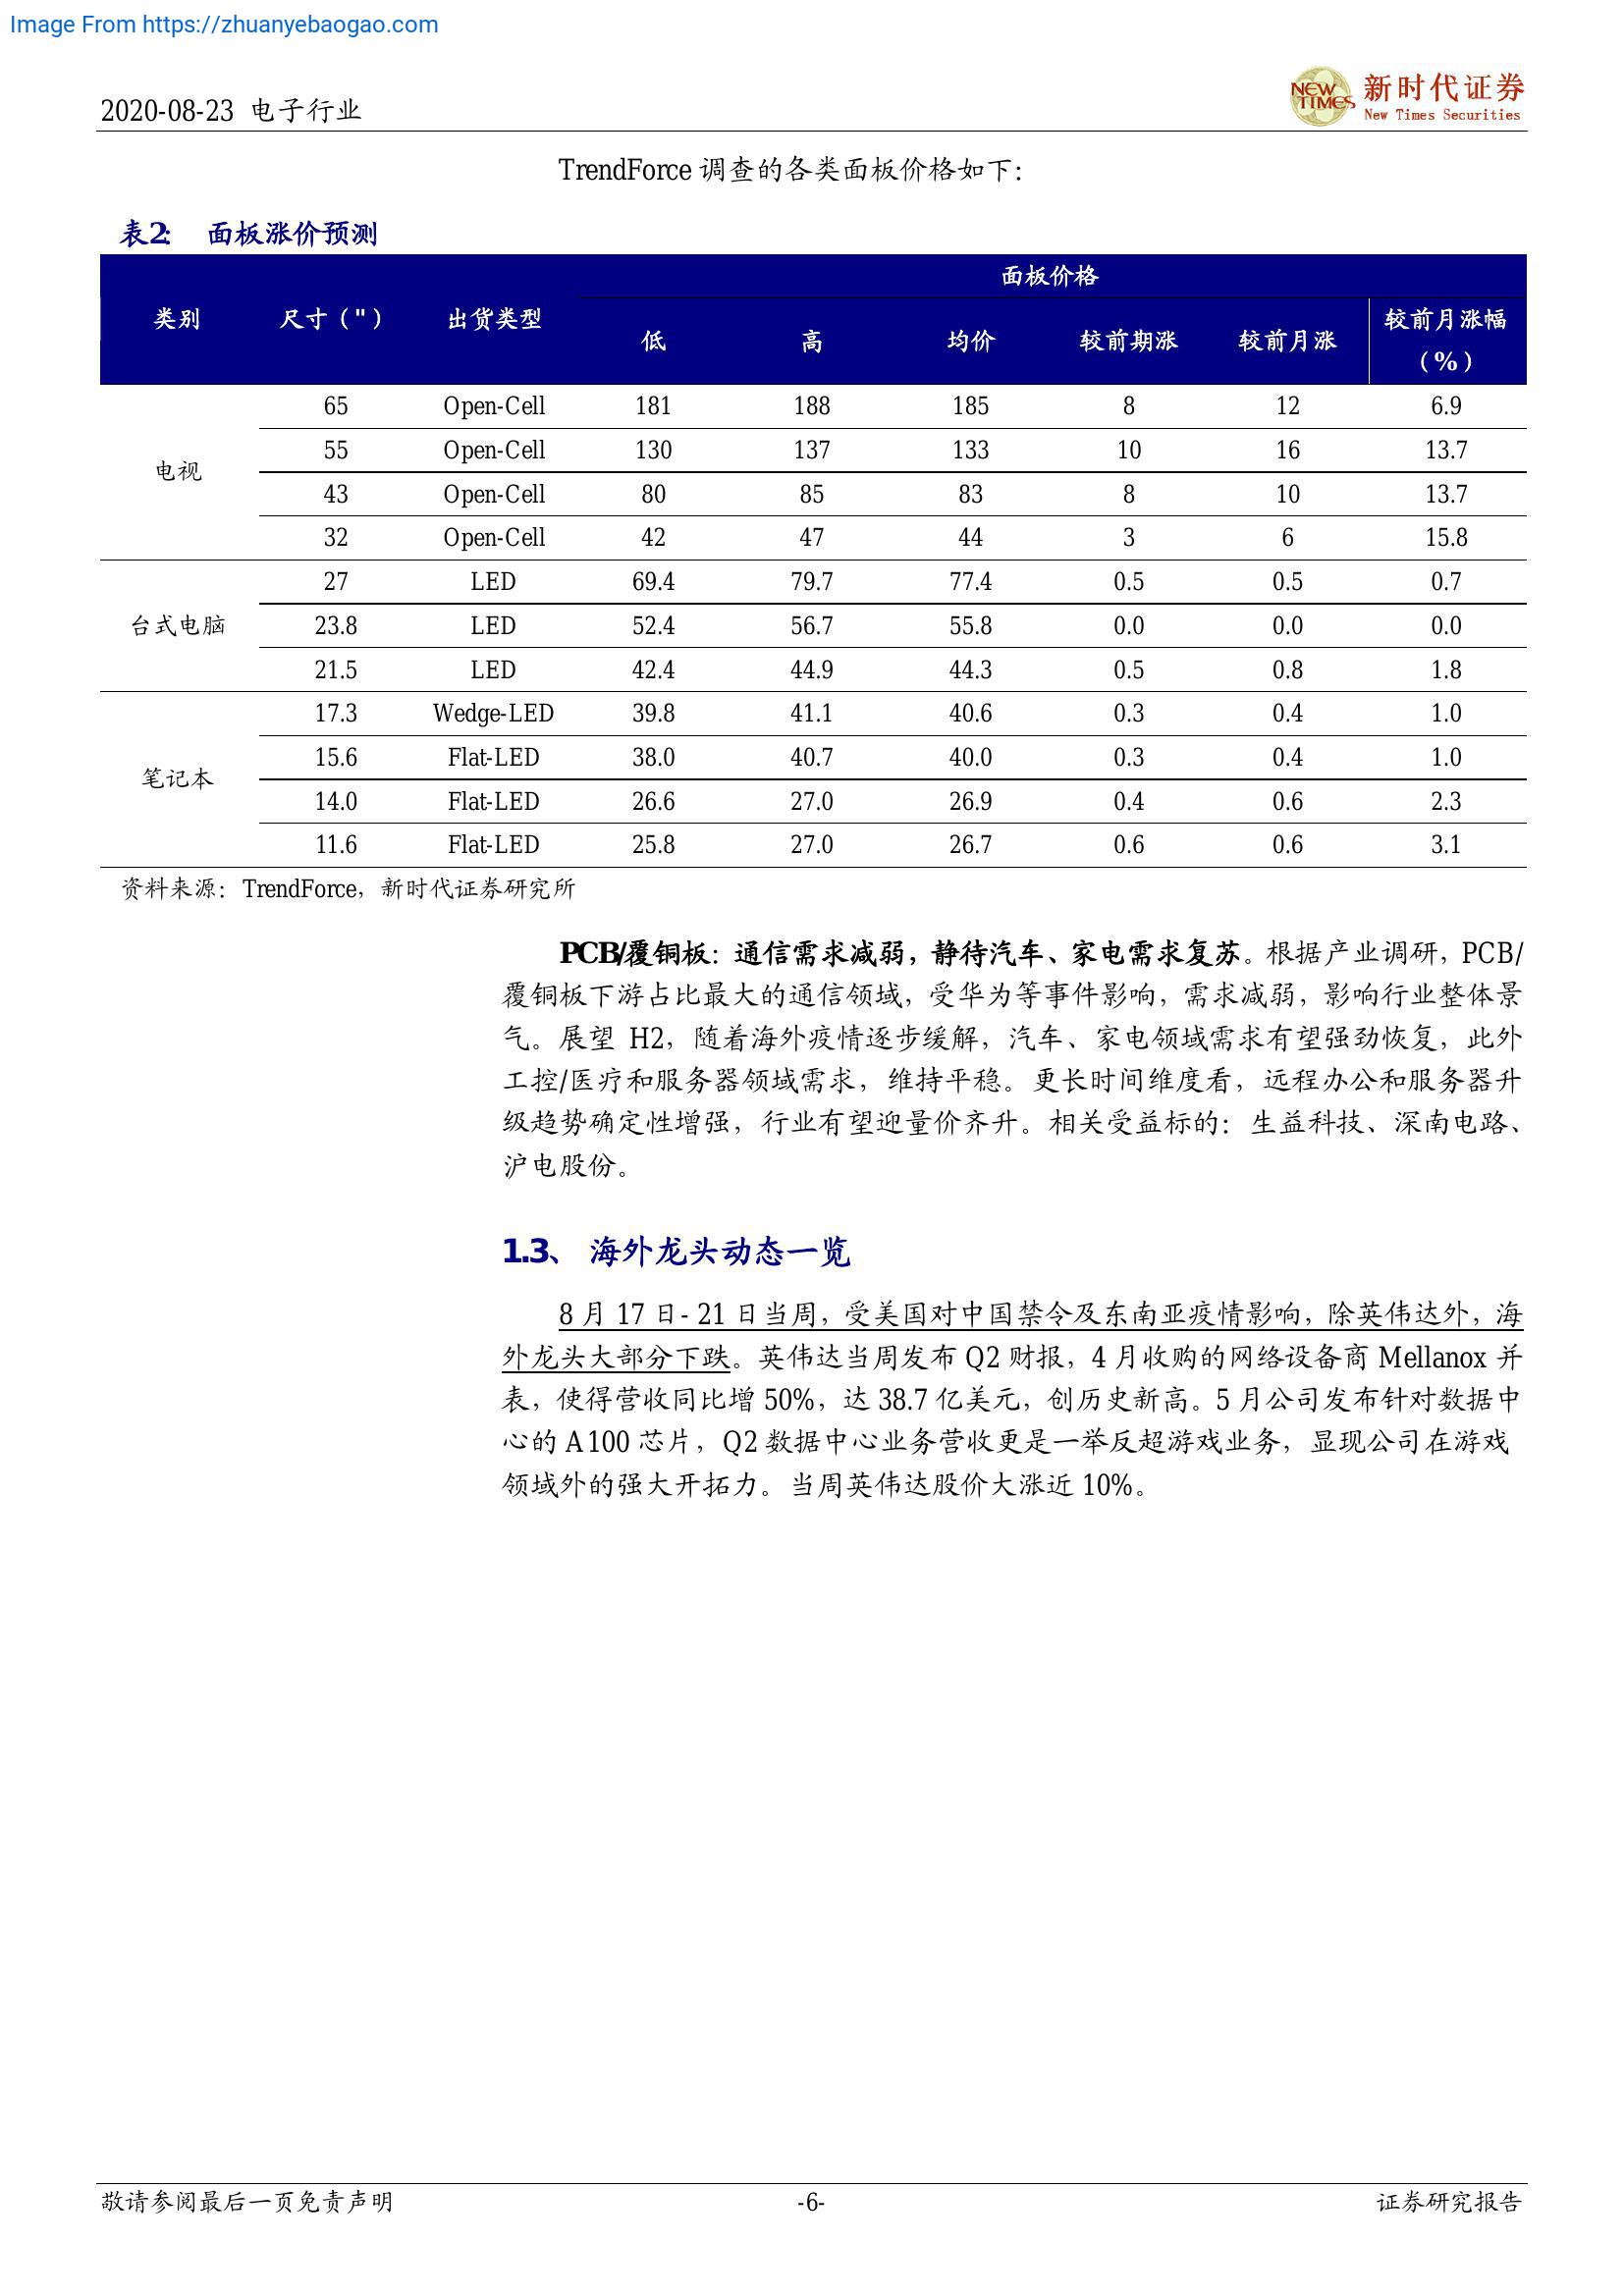 Image From https://zhuanyebaogao.com
2020-08-23 电子行业
NEW TIMES
新时代证券
New Times Securities
TrendForce 调查的各类面板价格如下：
表2: 面板涨价预测
类别 尺寸（"） 出货类型 面板价格
低 高 均价 较前期涨 较前月涨 较前月涨幅（%）
电视 65 Open-Cell 181 188 185 8 12 6.9
55 Open-Cell 130 137 133 10 16 13.7
43 Open-Cell 80 85 83 8 10 13.7
32 Open-Cell 42 47 44 3 6 15.8
台式电脑 27 LED 69.4 79.7 77.4 0.5 0.5 0.7
23.8 LED 52.4 56.7 55.8 0.0 0.0 0.0
21.5 LED 42.4 44.9 44.3 0.5 0.8 1.8
笔记本 17.3 Wedge-LED 39.8 41.1 40.6 0.3 0.4 1.0
15.6 Flat-LED 38.0 40.7 40.0 0.3 0.4 1.0
14.0 Flat-LED 26.6 27.0 26.9 0.4 0.6 2.3
11.6 Flat-LED 25.8 27.0 26.7 0.6 0.6 3.1
资料来源：TrendForce，新时代证券研究所
PCB/覆铜板：通信需求减弱，静待汽车、家电需求复苏。根据产业调研，PCB/
覆铜板下游占比最大的通信领域，受华为等事件影响，需求减弱，影响行业整体景
气。展望 H2，随着海外疫情逐步缓解，汽车、家电领域需求有望强劲恢复，此外
工控/医疗和服务器领域需求，维持平稳。更长时间维度看，远程办公和服务器升
级趋势确定性增强，行业有望迎量价齐升。相关受益标的：生益科技、深南电路、
沪电股份。
1.3、 海外龙头动态一览
8 月 17 日- 21 日当周，受美国对中国禁令及东南亚疫情影响，除英伟达外，海
外龙头大部分下跌。英伟达当周发布 Q2 财报，4 月收购的网络设备商 Mellanox 并
表，使得营收同比增 50%，达 38.7 亿美元，创历史新高。5 月公司发布针对数据中
心的 A100 芯片，Q2 数据中心业务营收更是一举反超游戏业务，显现公司在游戏
领域外的强大开拓力。当周英伟达股价大涨近 10%。
敬请参阅最后一页免责声明 -6- 证券研究报告